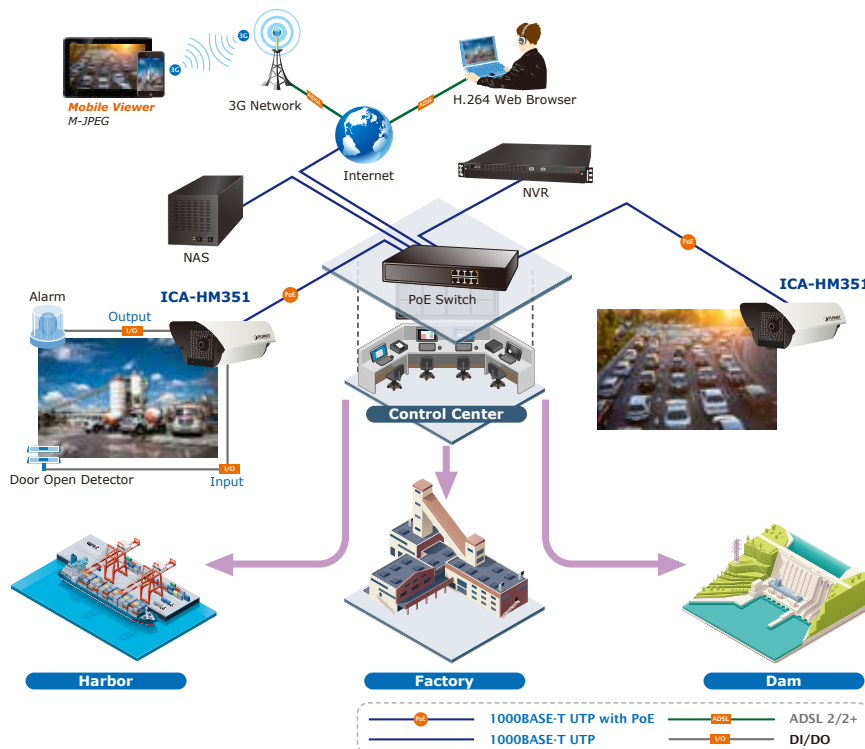 3G
3G
Mobile Viewer
M-JPEG
3G Network
ADSL
ADSL
H.264 Web Browser
Internet
NVR
NAS
PoE
ICA-HM351
PoE Switch
PoE
ICA-HM351
Alarm
Output
I/O
PLANET
PLANET
Control Center
I/O
Door Open Detector
Input
Harbor
Factory
Dam
PoE
1000BASE-T UTP with PoE
ADSL
ADSL 2/2+
1000BASE-T UTP
I/O
DI/DO